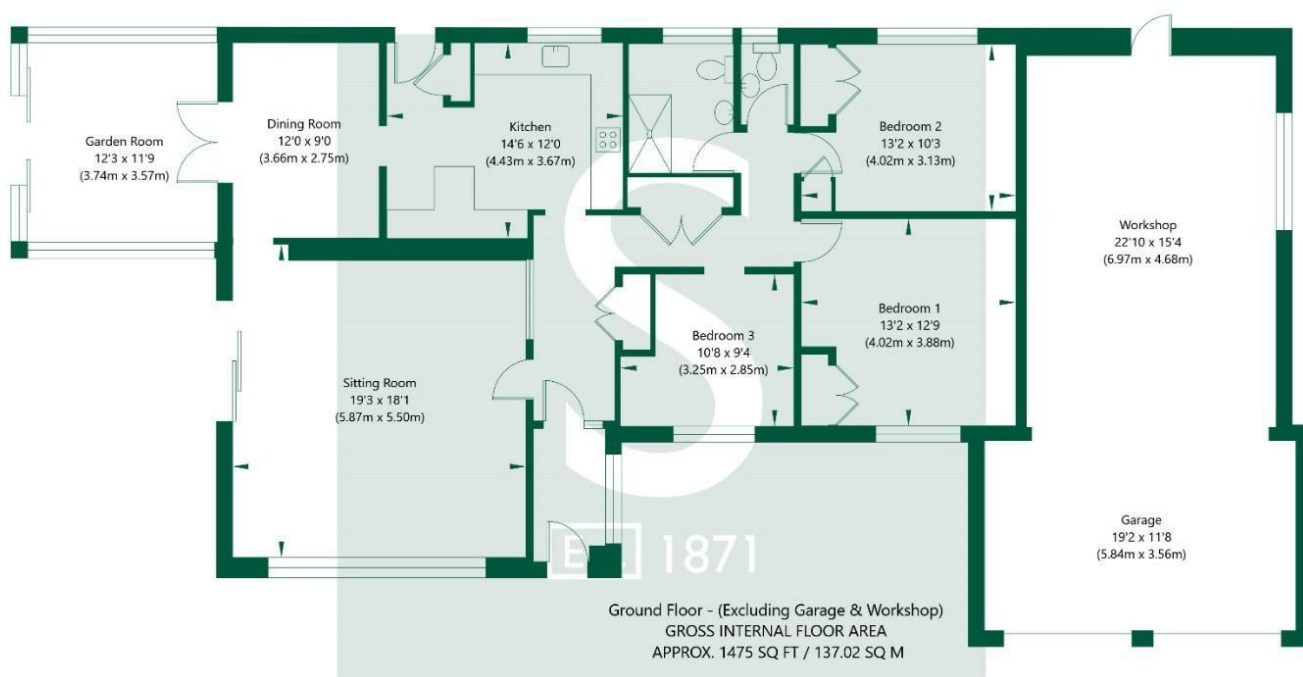 Garden Room
12'3 x 11'9
(3.74m x 3.57m)
Dining Room
12'0 x 9'0
(3.66m x 2.75m)
Kitchen
14'6 x 12'0
(4.43m x 3.67m)
Bedroom 2
13'2 x 10'3
(4.02m x 3.13m)
Workshop
22'10 x 15'4
(6.97m x 4.68m)
Bedroom 1
13'2 x 12'9
(4.02m x 3.88m)
Bedroom 3
10'8 x 9'4
(3.25m x 2.85m)
Sitting Room
19'3 x 18'1
(5.87m x 5.50m)
Garage
19'2 x 11'8
(5.84m x 3.56m)
S
1871
Ground Floor - (Excluding Garage & Workshop)
GROSS INTERNAL FLOOR AREA
APPROX. 1475 SQ FT / 137.02 SQ M